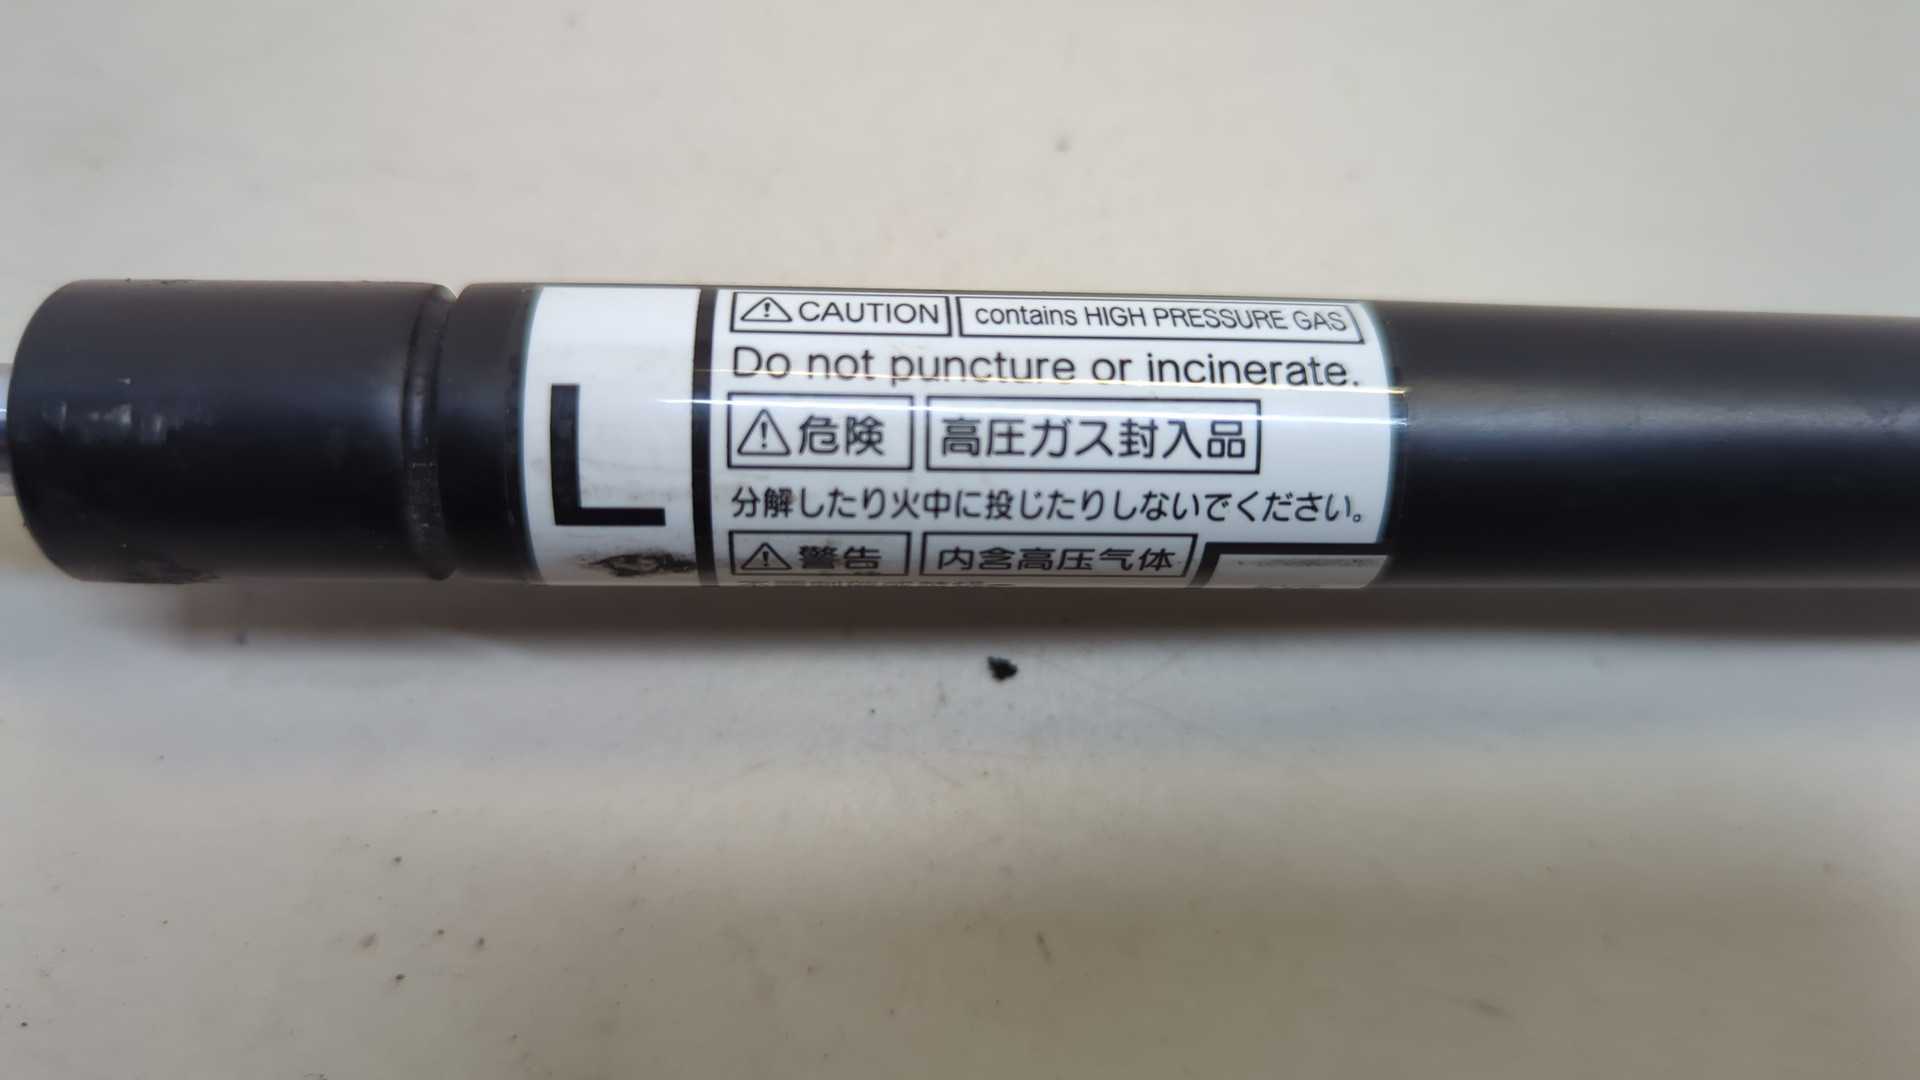 L
CAUTION contains HIGH PRESSURE GAS
Do not puncture or incinerate.
危険 高圧ガス封入品
分解したり火中に投じたりしないでください。
警告 内含高压气体